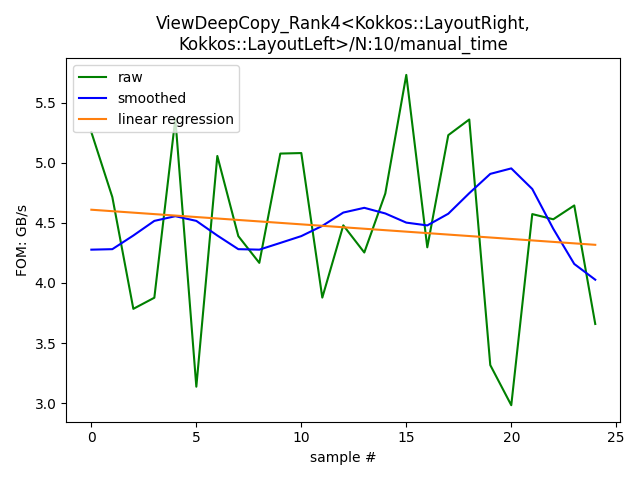 ViewDeepCopy_Rank4<Kokkos::LayoutRight,
Kokkos::LayoutLeft>/N:10/manual_time
raw
smoothed
linear regression
FOM: GB/s
5.5
5.0
4.5
4.0
3.5
3.0
0
5
10
15
20
25
sample #